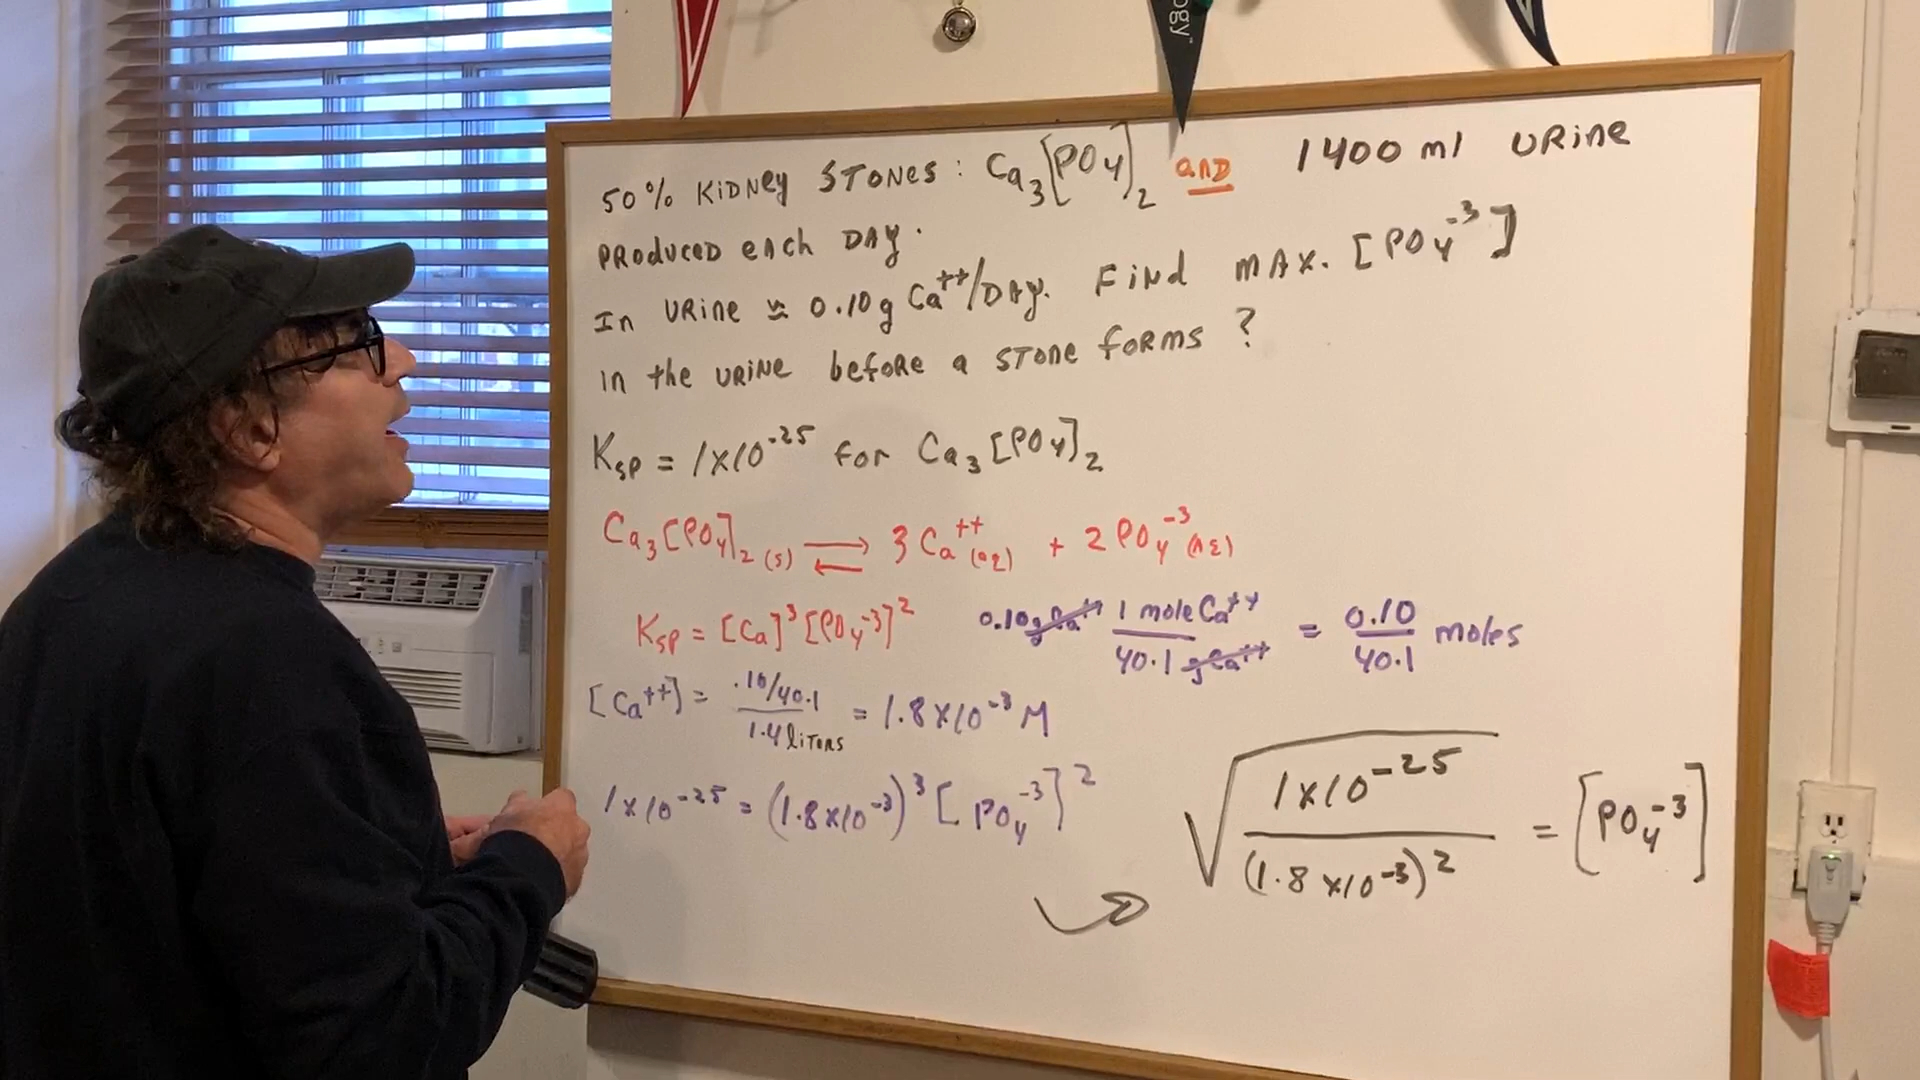 ogy
50% KIDNEY STONES: Ca3[PO4]2 AND 1400 ml URINE
PRODUCED EACH DAY.
In URINE ≈ 0.10g Ca++/DAY. FIND MAX. [PO4-3]
in the URINE before a STONE forms?
Ksp = 1x10-25 for Ca3[PO4]2
Ca3[PO4]2 (s) ⇌ 3 Ca++ (aq) + 2 PO4-3 (aq)
Ksp = [Ca]3 [PO4-3]2
0.10g Ca++ 1 mole Ca++ / 40.1 g Ca++ = 0.10/40.1 moles
[Ca++] = .10/40.1 / 1.4 liters = 1.8x10-3 M
1x10-25 = (1.8x10-3)3 [PO4-3]2
√ 1x10-25 / (1.8x10-3)2 = [PO4-3]